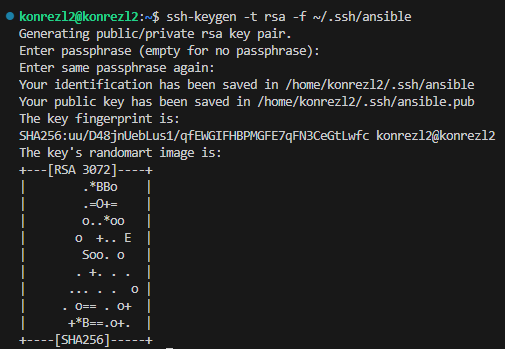 konrezl2@konrezl2:~$ ssh-keygen -t rsa -f ~/.ssh/ansible
Generating public/private rsa key pair.
Enter passphrase (empty for no passphrase):
Enter same passphrase again:
Your identification has been saved in /home/konrezl2/.ssh/ansible
Your public key has been saved in /home/konrezl2/.ssh/ansible.pub
The key fingerprint is:
SHA256:uu/D48jnUebLus1/qfEWGIFHBPMGFE7qFN3CeGtLwfc konrezl2@konrezl2
The key's randomart image is:
+---[RSA 3072]----+
|        .*BBo    |
|        .=O+=    |
|        o..*oo   |
|       o  +.. E  |
|        Soo. o   |
|       . +. . .  |
|      ... . .  o |
|     . o== . o+  |
|      +*B==.o+.  |
+----[SHA256]-----+